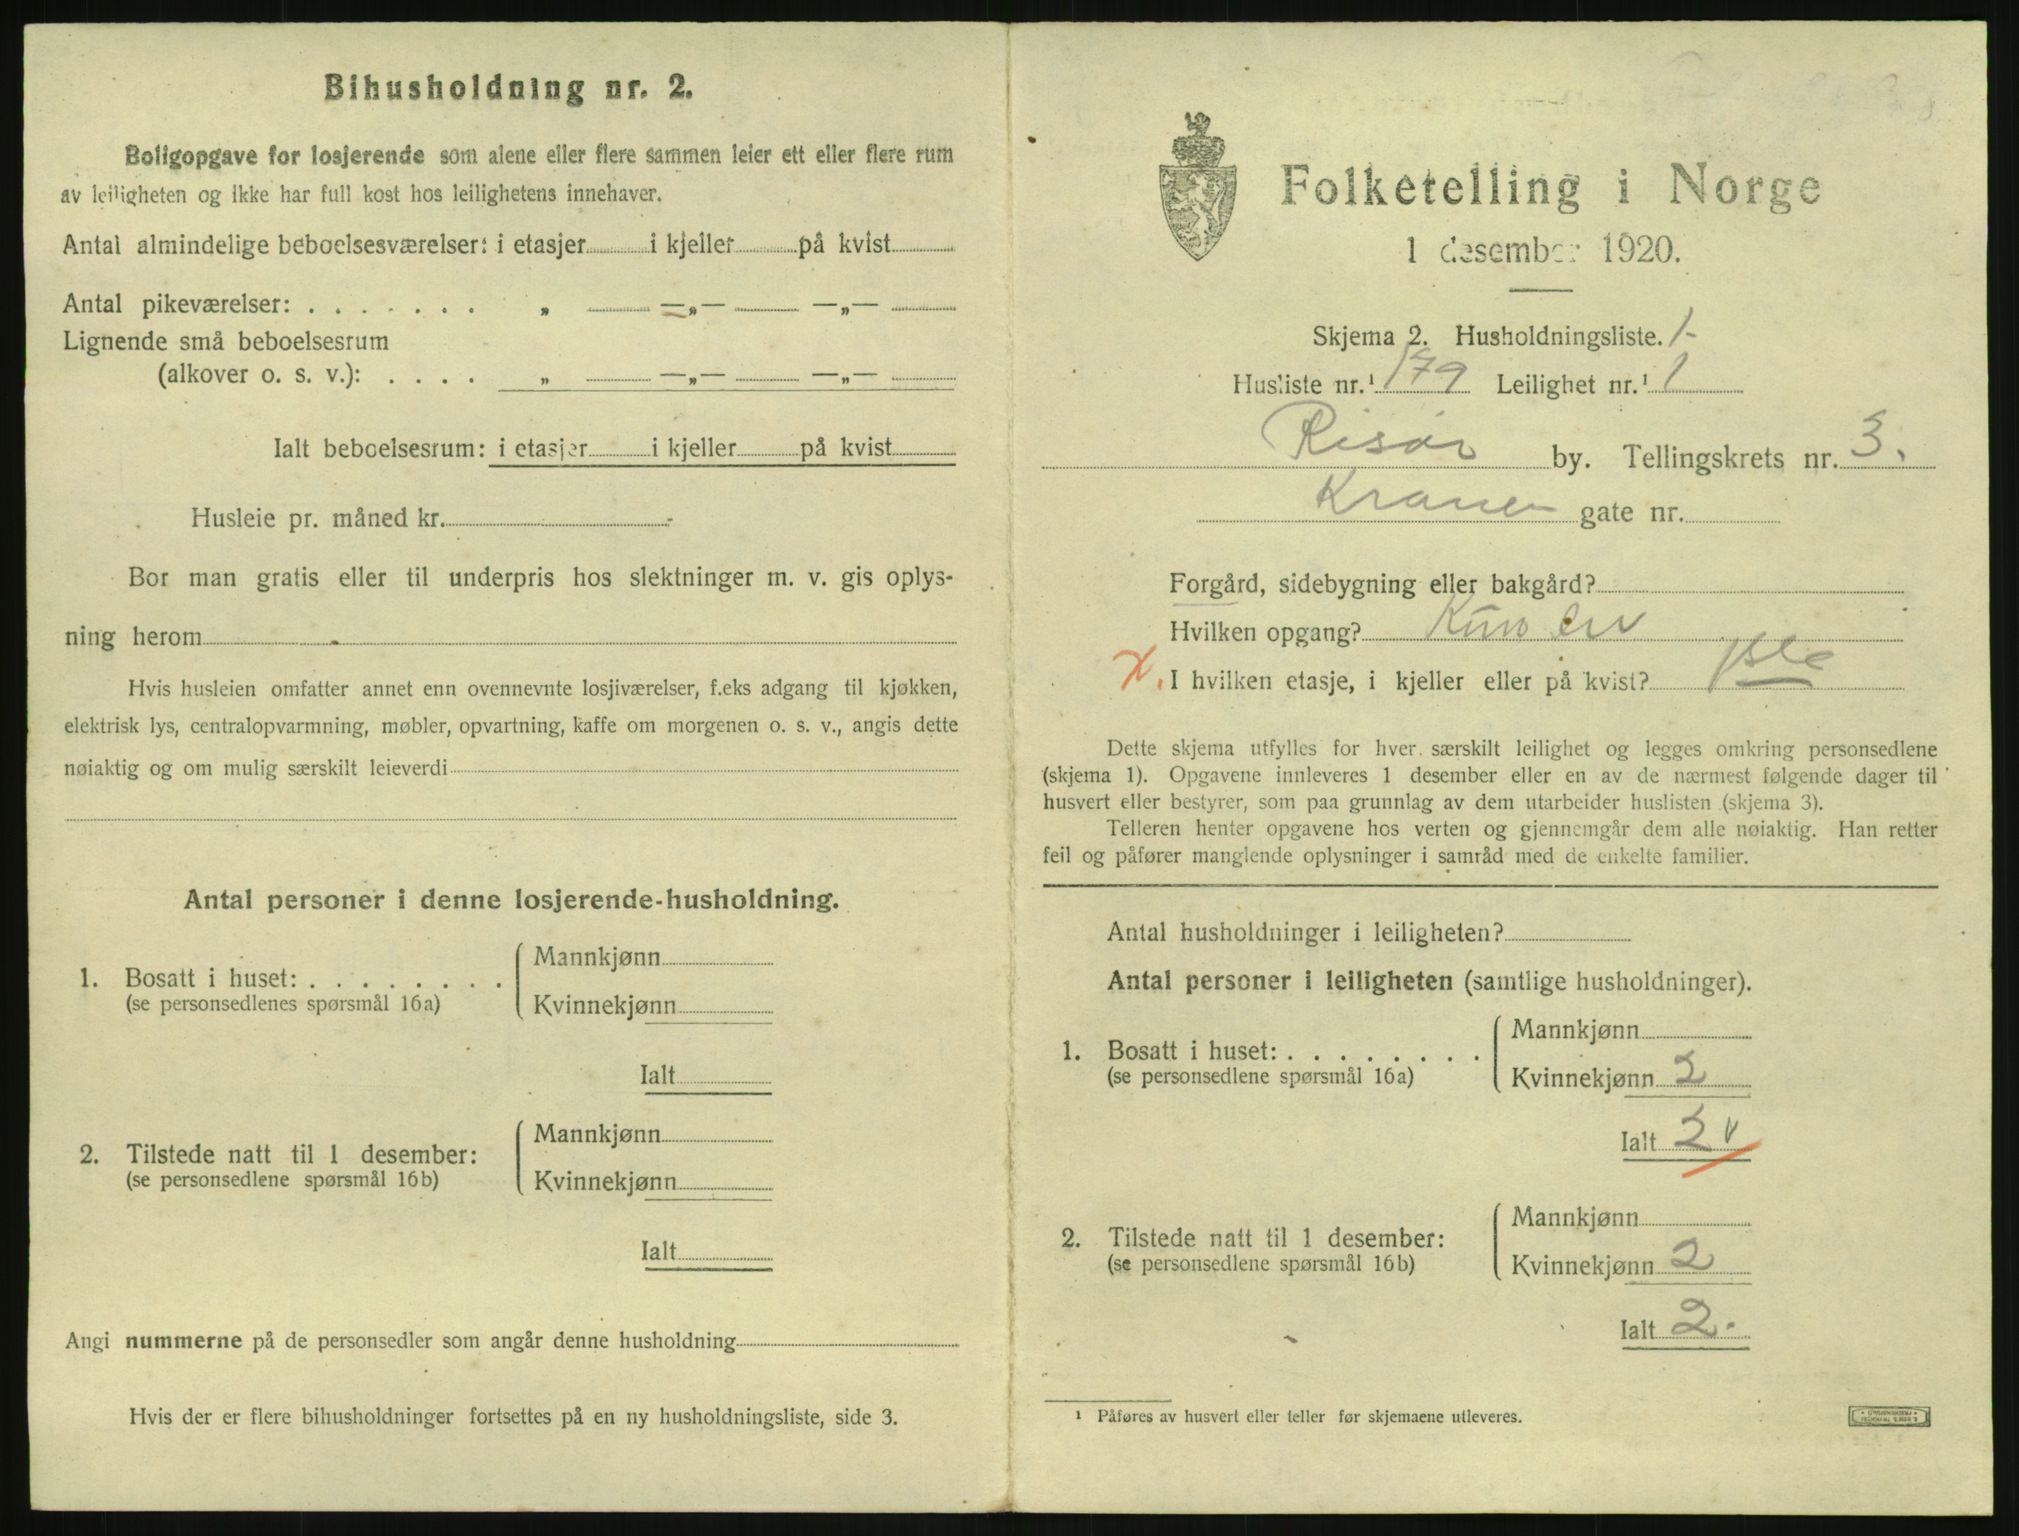 Bihusholdning nr. 2.
Boligopgave for losjerende som alene eller flere sammen leier ett eller flere rum
av leiligheten og ikke har full kost hos leilighetens innehaver.
Antal almindelige beboelsesværelser: i etasjer i kjeller på kvist
Antal pikeværelser: . . . . . . . „ —„— —„—
Lignende små beboelsesrum
(alkover o. s. v.): . . . . „ —„— —„—
Ialt beboelsesrum: i etasjer i kjeller på kvist
Husleie pr. måned kr.
Bor man gratis eller til underpris hos slektninger m. v. gis oplys-
ning herom
Hvis husleien omfatter annet enn ovennevnte losjiværelser, f.eks adgang til kjøkken,
elektrisk lys, centralopvarmning, møbler, opvartning, kaffe om morgenen o. s. v., angis dette
nøiaktig og om mulig særskilt leieverdi
Antal personer i denne losjerende-husholdning.
1. Bosatt i huset: . . . . . . . .
(se personsedlenes spørsmål 16a)
Mannkjønn
Kvinnekjønn
Ialt
2. Tilstede natt til 1 desember:
(se personsedlene spørsmål 16b)
Mannkjønn
Kvinnekjønn
Ialt
Angi nummerne på de personsedler som angår denne husholdning
Hvis der er flere bihusholdninger fortsettes på en ny husholdningsliste, side 3.
Folketelling i Norge
1 desember 1920.
Skjema 2. Husholdningsliste. 1-
Husliste nr.¹ 179 Leilighet nr.¹ 1
Risør by. Tellingskrets nr. 3.
Kranen gate nr.
Forgård, sidebygning eller bakgård?
Hvilken opgang? Kun en
x. I hvilken etasje, i kjeller eller på kvist? 1ste
Dette skjema utfylles for hver særskilt leilighet og legges omkring personsedlene
(skjema 1). Opgavene innleveres 1 desember eller en av de nærmest følgende dager til
husvert eller bestyrer, som paa grunnlag av dem utarbeider huslisten (skjema 3).
Telleren henter opgavene hos verten og gjennemgår dem alle nøiaktig. Han retter
feil og påfører manglende oplysninger i samråd med de enkelte familier.
Antal husholdninger i leiligheten?
Antal personer i leiligheten (samtlige husholdninger).
1. Bosatt i huset: . . . . . . . .
(se personsedlene spørsmål 16a)
Mannkjønn
Kvinnekjønn 2
Ialt 2 v
2. Tilstede natt til 1 desember:
(se personsedlene spørsmål 16b)
Mannkjønn
Kvinnekjønn 2
Ialt 2.
¹ Påføres av husvert eller teller før skjemaene utleveres.